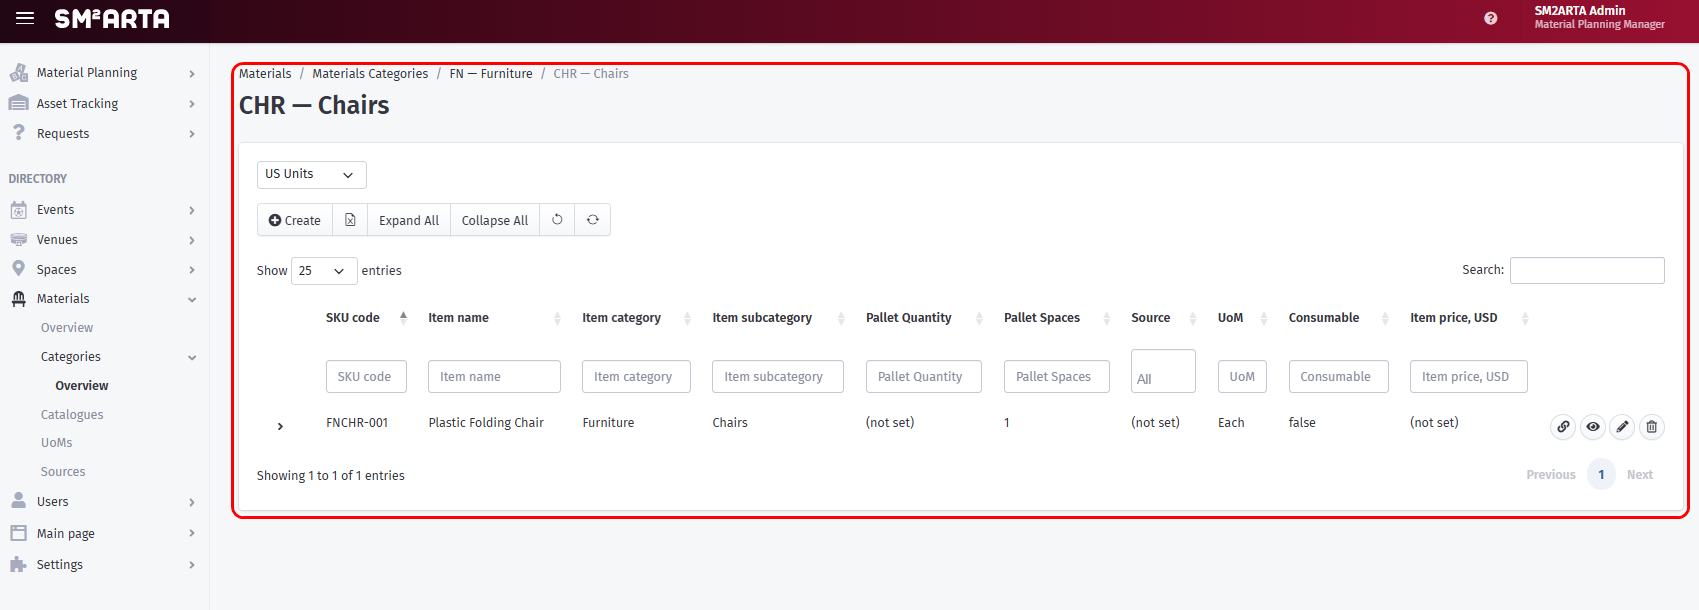 SM²ARTA
SM2ARTA Admin
Material Planning Manager
Material Planning
Asset Tracking
Requests
DIRECTORY
Events
Venues
Spaces
Materials
Overview
Categories
Overview
Catalogues
UoMs
Sources
Users
Main page
Settings
Materials / Materials Categories / FN — Furniture / CHR — Chairs
CHR — Chairs
US Units
Create Expand All Collapse All
Show 25 entries Search:
SKU code Item name Item category Item subcategory Pallet Quantity Pallet Spaces Source UoM Consumable Item price, USD
SKU code Item name Item category Item subcategory Pallet Quantity Pallet Spaces All UoM Consumable Item price, USD
FNCHR-001 Plastic Folding Chair Furniture Chairs (not set) 1 (not set) Each false (not set)
Showing 1 to 1 of 1 entries Previous 1 Next